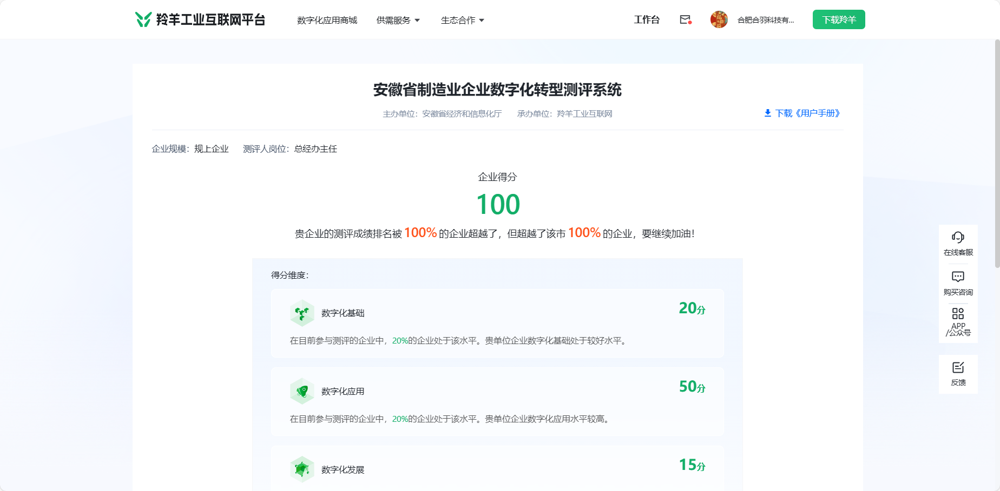 羚羊工业互联网平台
数字化应用商城
供需服务
生态合作
工作台
合肥合羽科技有...
下载羚羊
安徽省制造业企业数字化转型测评系统
主办单位：安徽省经济和信息化厅 承办单位：羚羊工业互联网
下载《用户手册》
企业规模：规上企业 测评人岗位：总经办主任
企业得分
100
贵企业的测评成绩排名被 100% 的企业超越了，但超越了该市 100% 的企业，要继续加油！
得分维度：
数字化基础
20分
在目前参与测评的企业中，20%的企业处于该水平。贵单位企业数字化基础处于较好水平。
数字化应用
50分
在目前参与测评的企业中，20%的企业处于该水平。贵单位企业数字化应用水平较高。
数字化发展
15分
在线客服
购买咨询
APP
/公众号
反馈